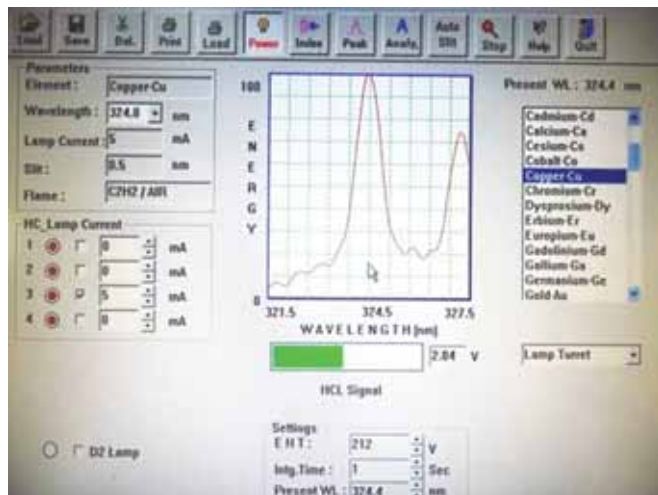 Load Save Del. Print Load Power Index Peak Analy. Auto Slit Stop Help Quit
Parameters
Element : Copper-Cu
Wavelength : 324.8 nm
Lamp Current : 5 mA
Slit : 0.5 nm
Flame : C2H2 / AIR
HC_Lamp Current
1 0 mA
2 0 mA
3 5 mA
4 0 mA
D2 Lamp
100
ENERGY
0
321.5 324.5 327.5
WAVELENGTH [nm]
2.04 V
HCL Signal
Settings
EHT : 212 V
Intg.Time : 1 Sec
Present WL : 324.4 nm
Present WL : 324.4 nm
Cadmium-Cd
Calcium-Ca
Cesium-Cs
Cobalt-Co
Copper-Cu
Chromium-Cr
Dysprosium-Dy
Erbium-Er
Europium-Eu
Gadolinium-Gd
Gallium-Ga
Germanium-Ge
Gold-Au
Lamp Turret